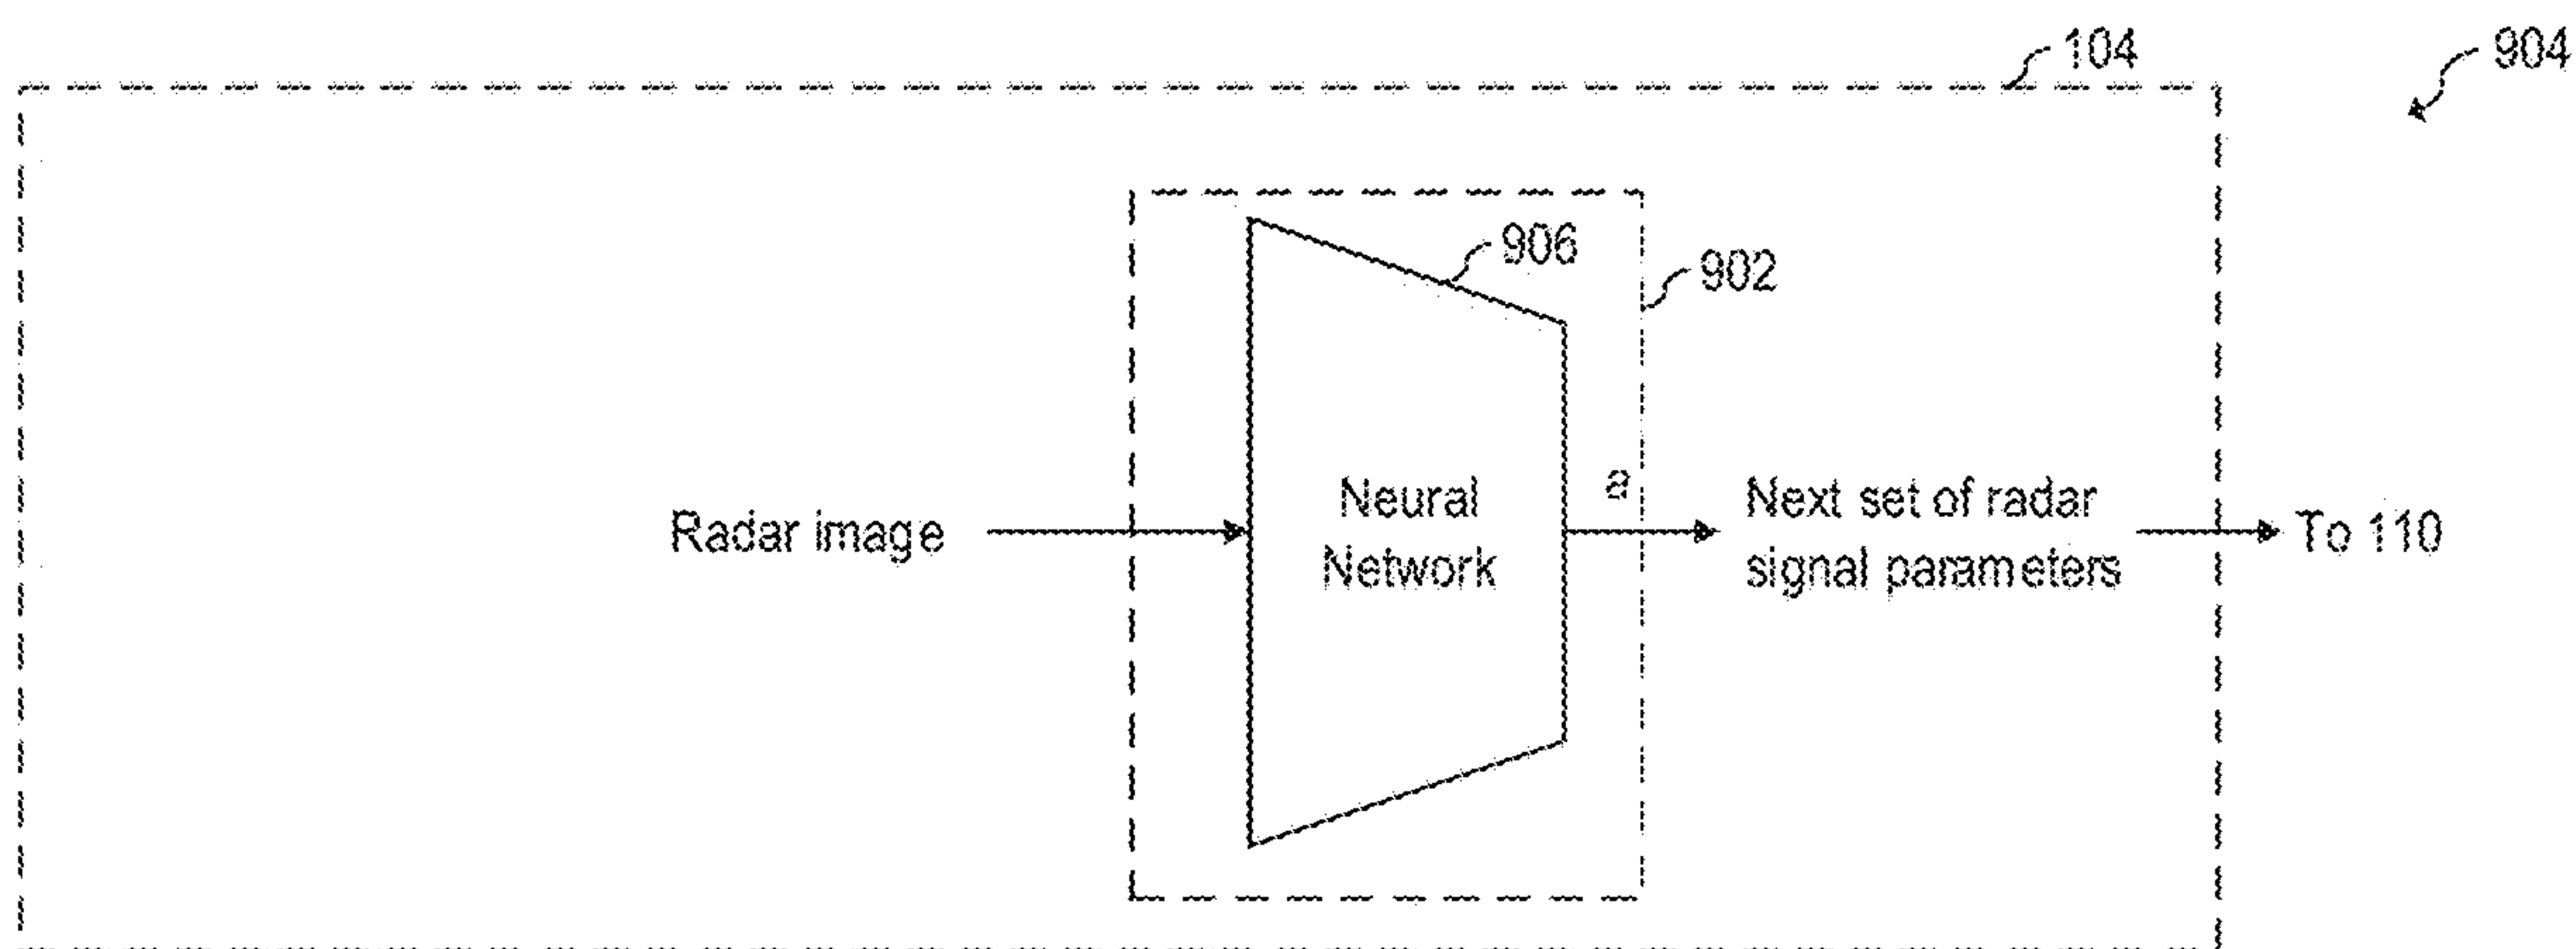 104
904
906
902
Neural
Network
a
Radar image
Next set of radar
signal parameters
To 110